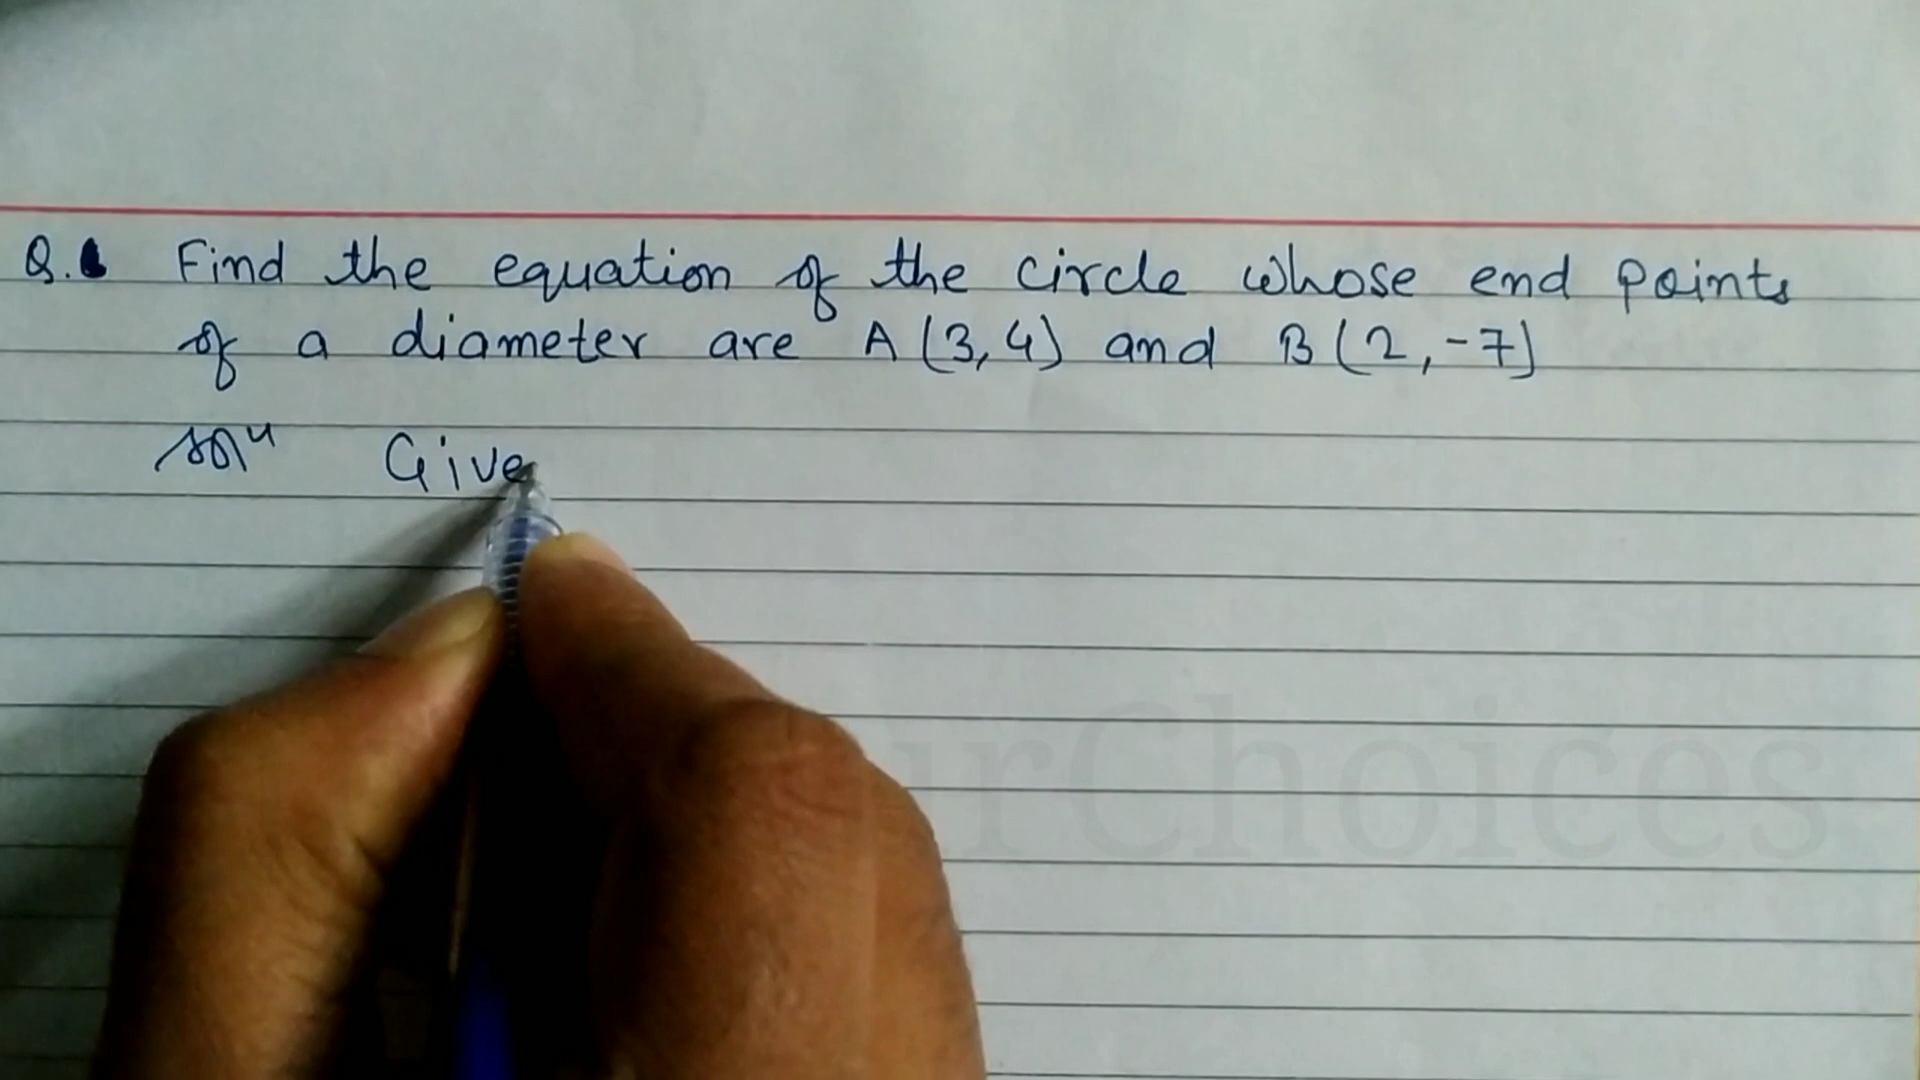 Q. Find the equation of the circle whose end points
of a diameter are A(3,4) and B(2,-7)
Solⁿ Give
urChoices